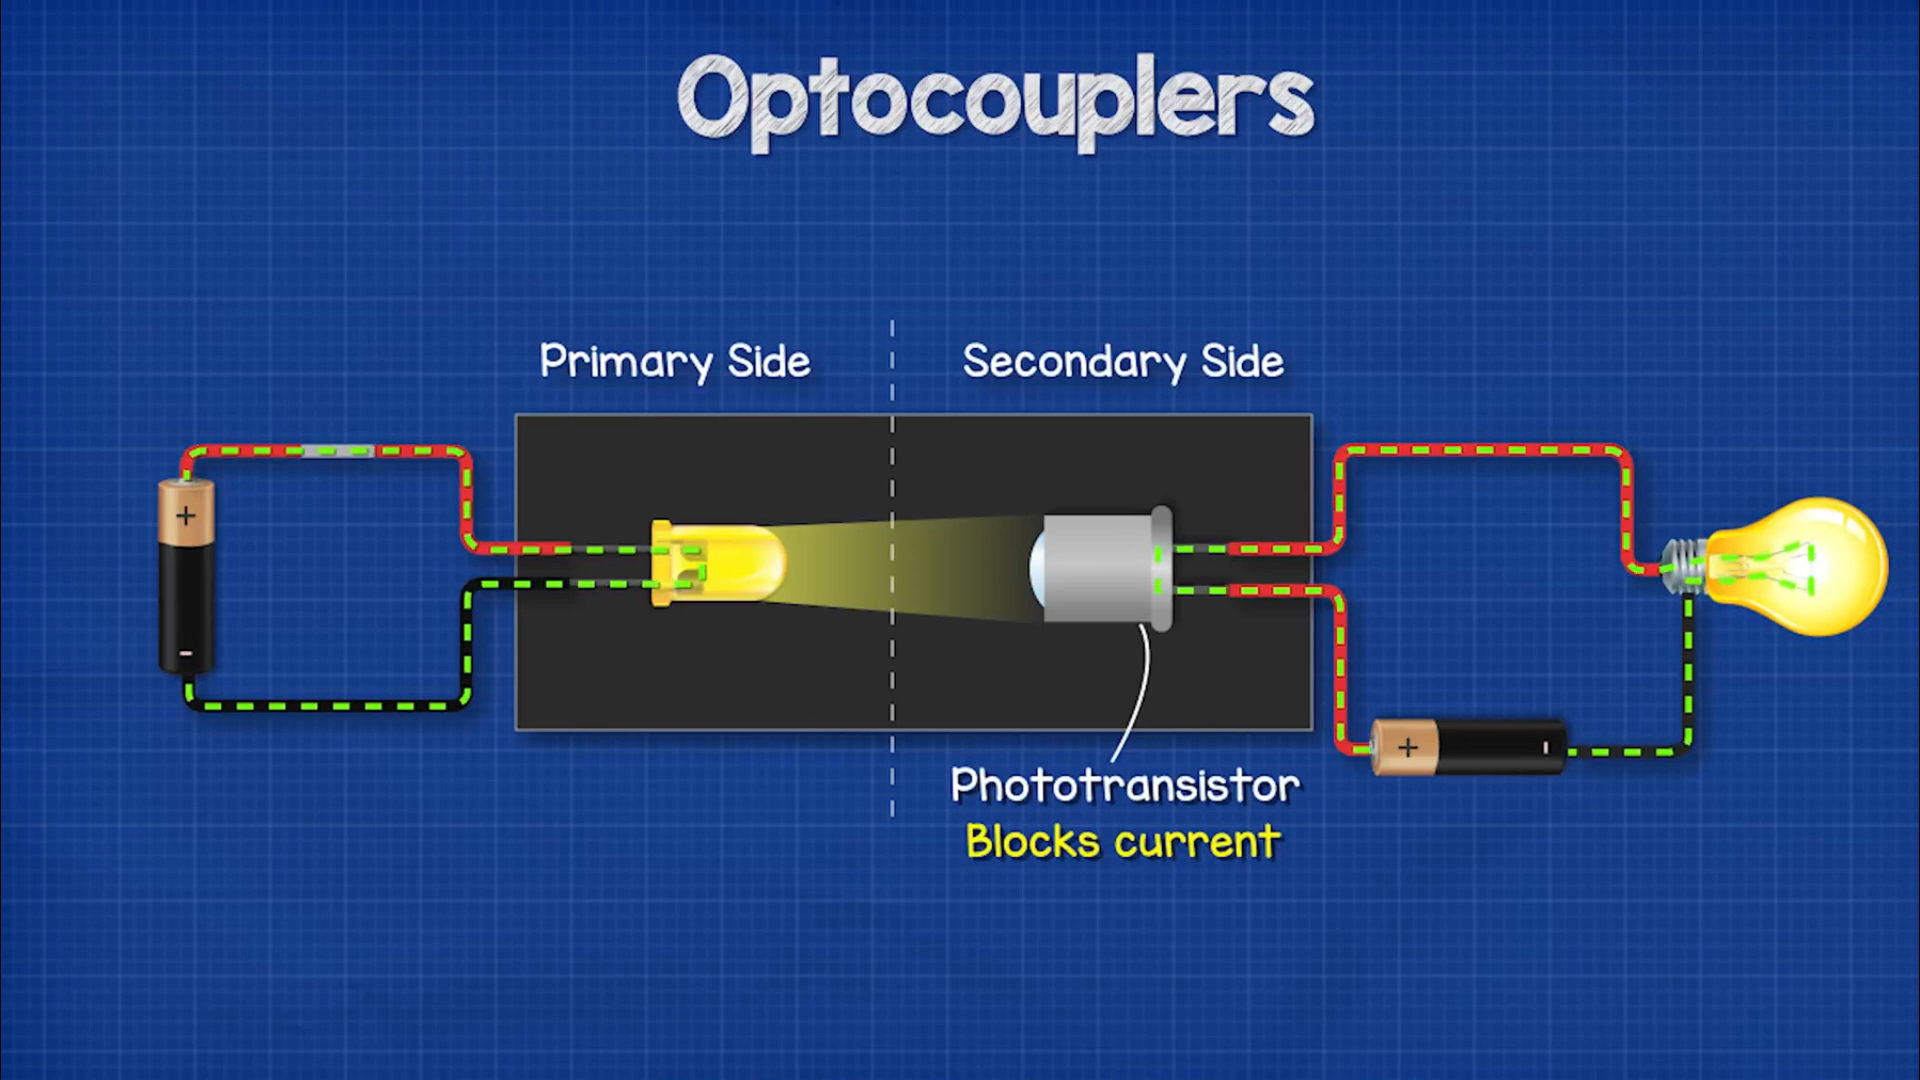 Optocouplers
Primary Side
Secondary Side
+
-
+
-
Phototransistor
Blocks current